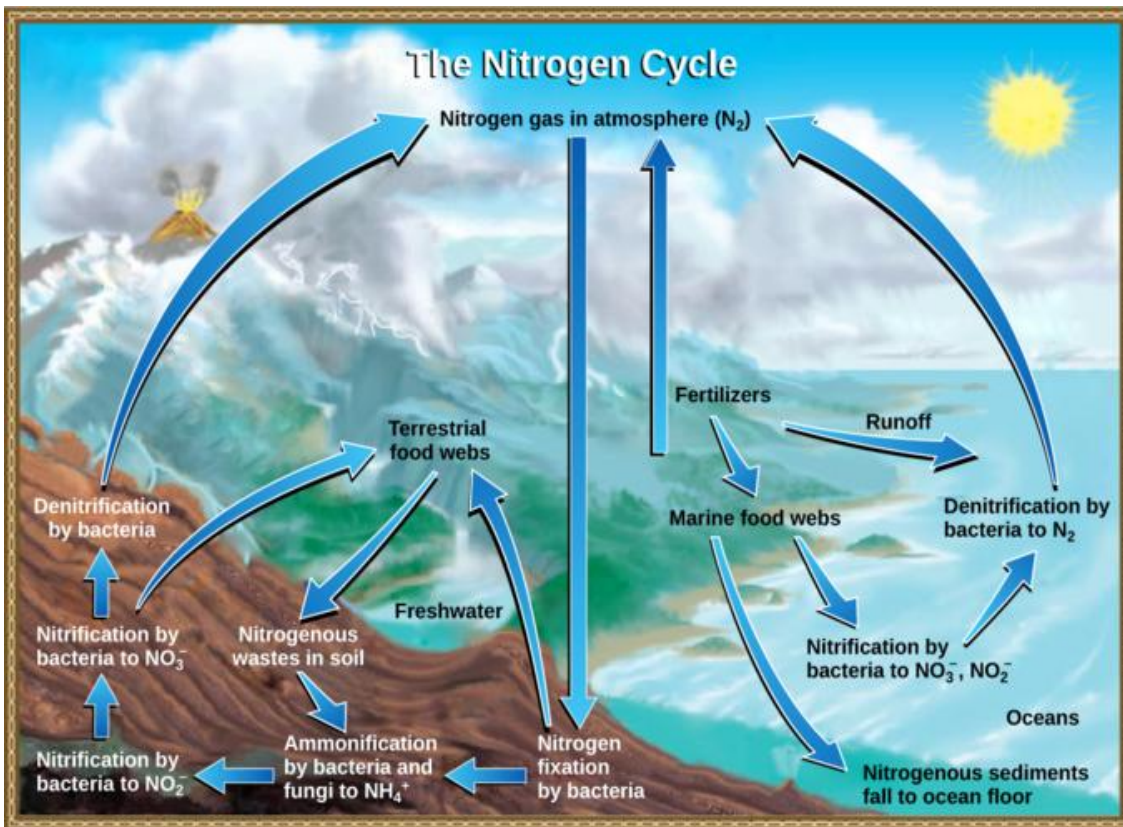 The Nitrogen Cycle
Nitrogen gas in atmosphere (N₂)
Fertilizers
Runoff
Terrestrial
food webs
Denitrification
by bacteria
Marine food webs
Denitrification by
bacteria to N₂
Freshwater
Nitrification by
bacteria to NO₃⁻
Nitrogenous
wastes in soil
Nitrification by
bacteria to NO₃⁻, NO₂⁻
Oceans
Nitrification by
bacteria to NO₂⁻
Ammonification
by bacteria and
fungi to NH₄⁺
Nitrogen
fixation
by bacteria
Nitrogenous sediments
fall to ocean floor